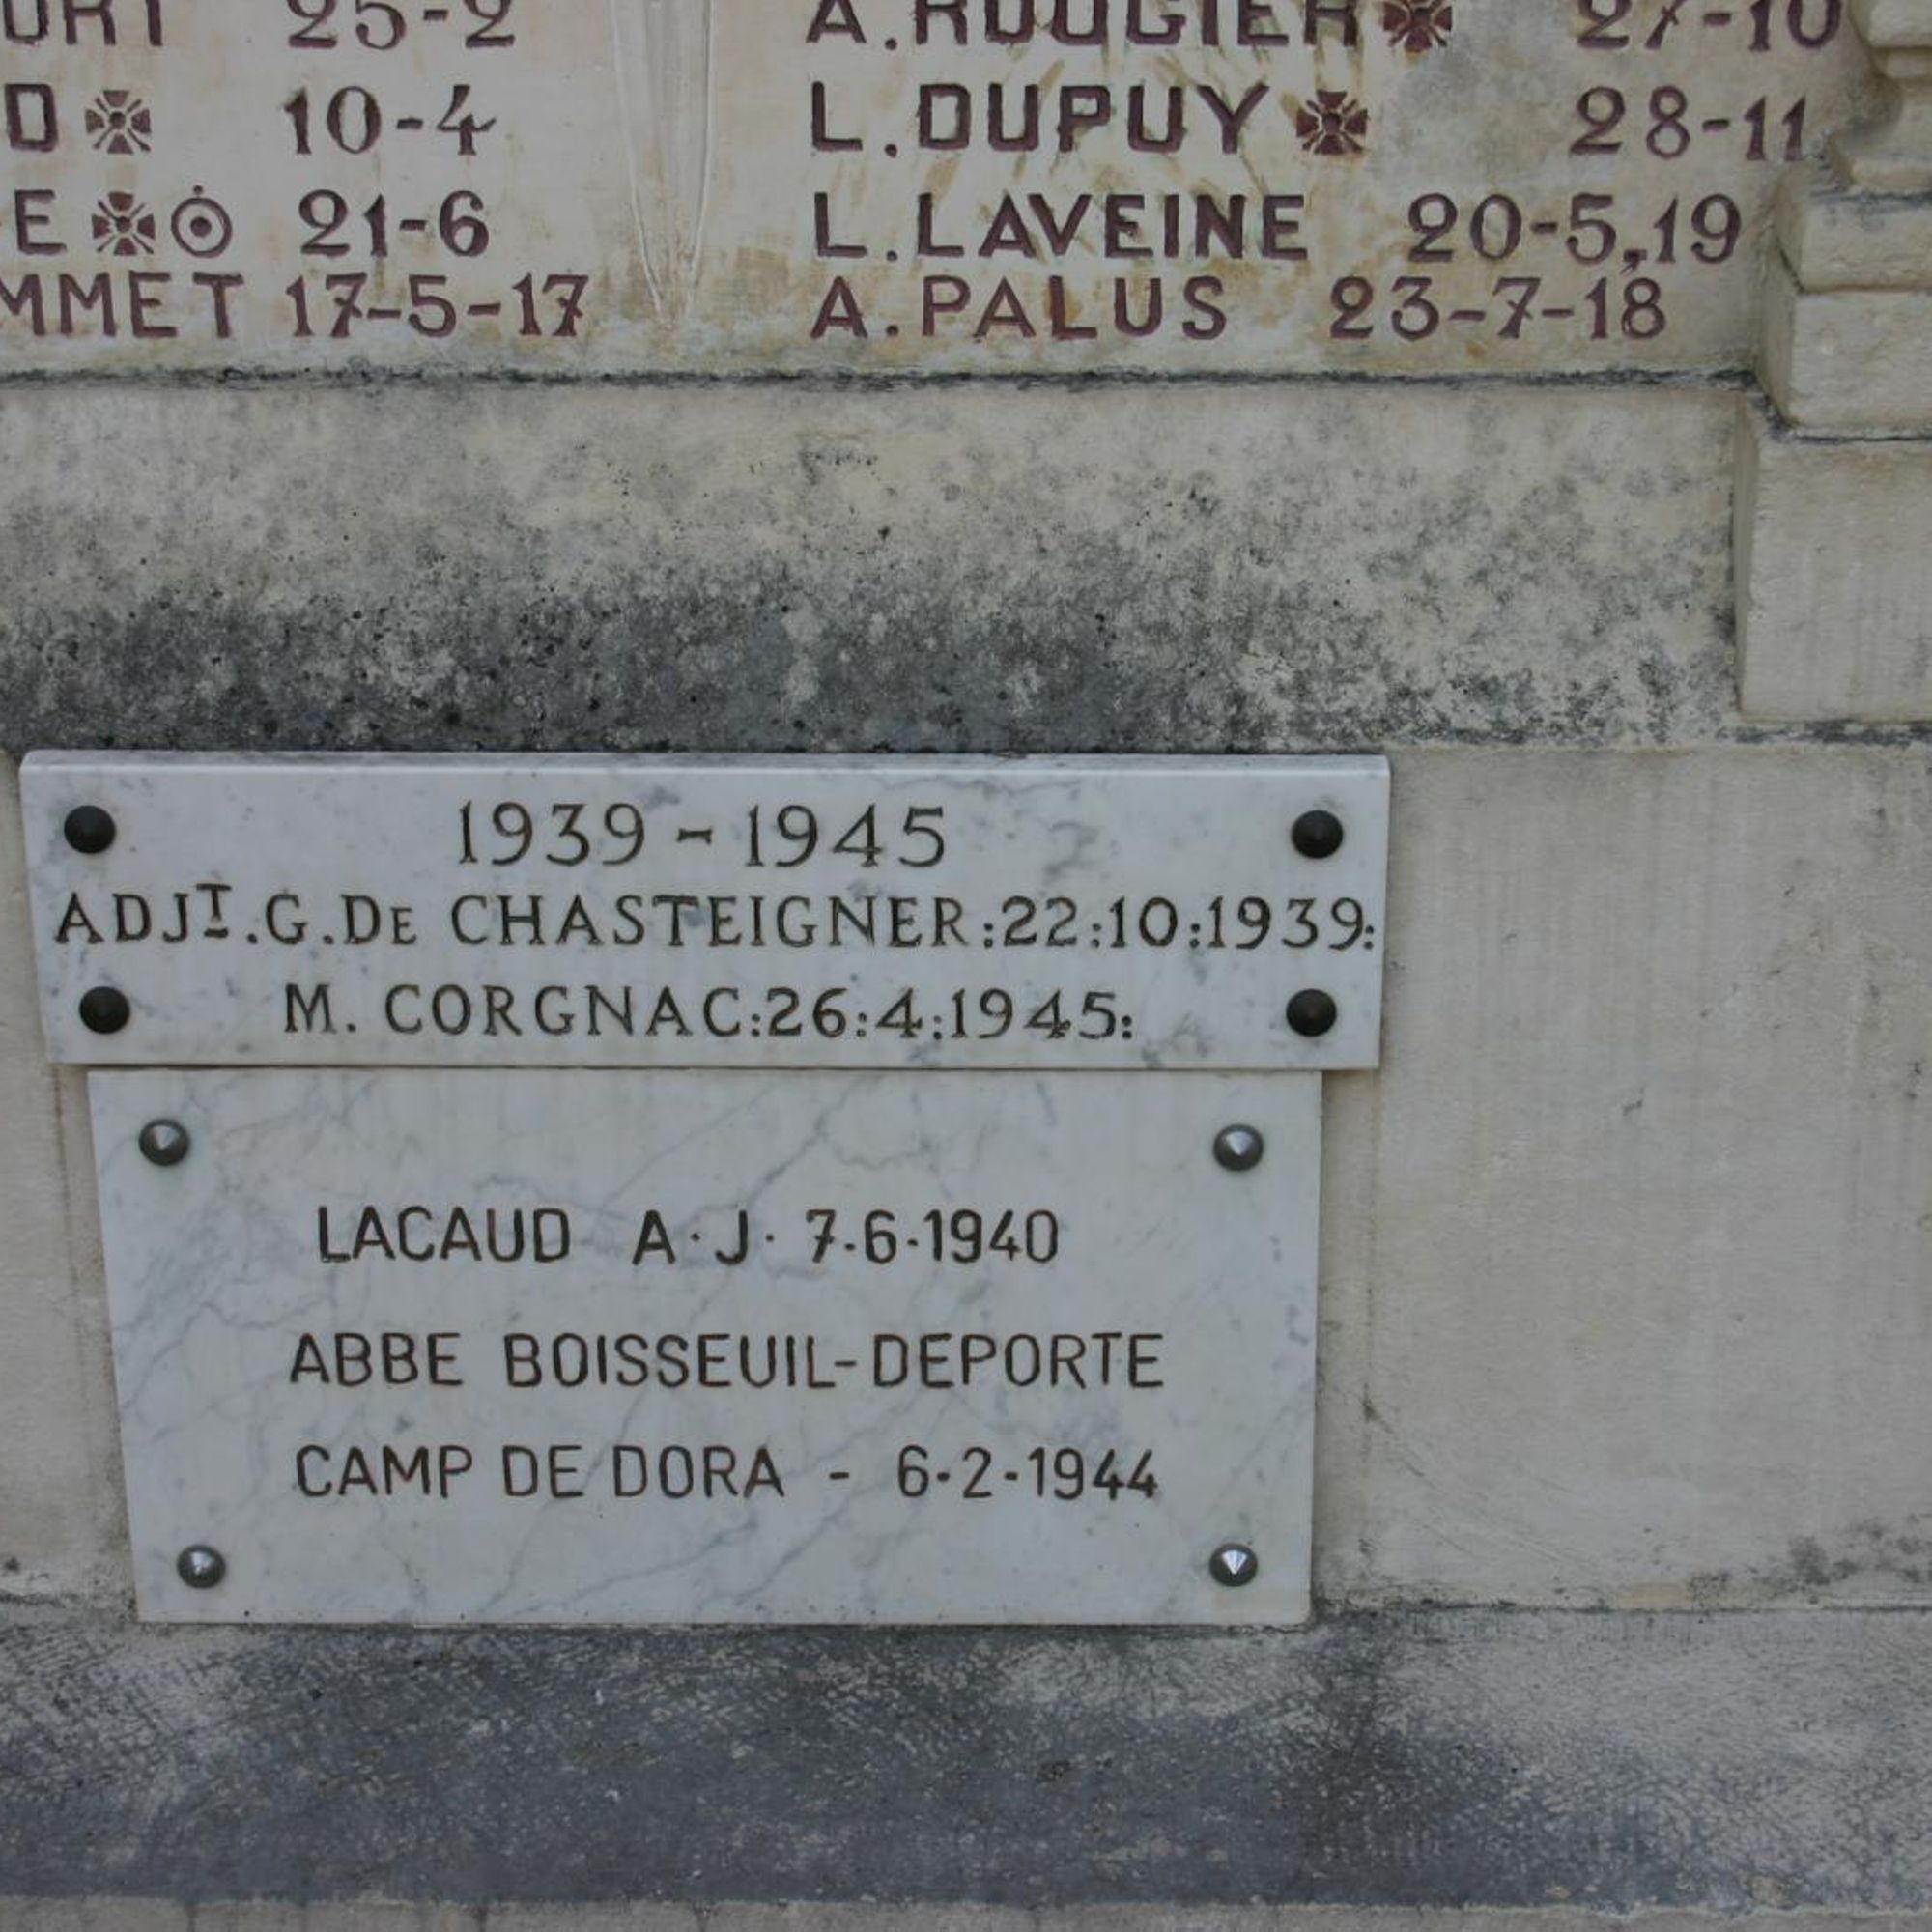 25-2
A.ROUGIER 27-10
10-4
L.DUPUY 28-11
21-6
L.LAVEINE 20-5,19
17-5-17
A.PALUS 23-7-18
1939-1945
ADJT.G.DE CHASTEIGNER:22:10:1939:
M. CORGNAC:26:4:1945:
LACAUD A·J· 7·6·1940
ABBE BOISSEUIL-DEPORTE
CAMP DE DORA - 6·2·1944